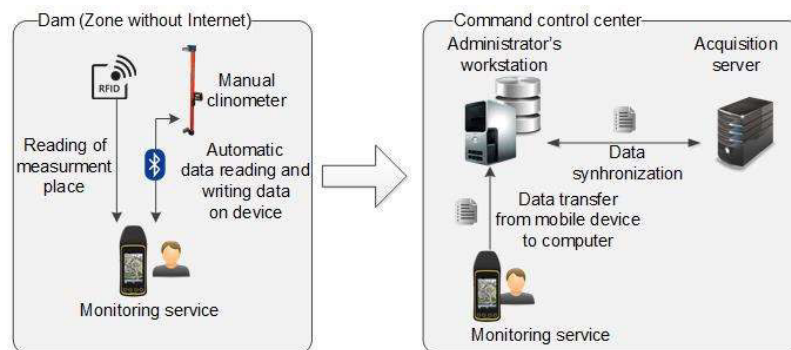 Dam (Zone without Internet)
RFID
Manual
clinometer
Reading of
measurment
place
Automatic
data reading and
writing data
on device
Monitoring service
Command control center
Administrator's
workstation
Acquisition
server
Data
synhronization
Data transfer
from mobile device
to computer
Monitoring service